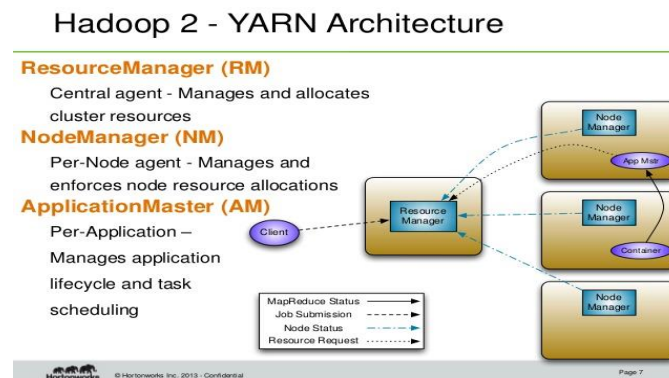 Hadoop 2 - YARN Architecture
ResourceManager (RM)
Central agent - Manages and allocates
cluster resources
NodeManager (NM)
Per-Node agent - Manages and
enforces node resource allocations
ApplicationMaster (AM)
Per-Application –
Manages application
lifecycle and task
scheduling
Client
Resource
Manager
Node
Manager
App Mstr
Node
Manager
Container
Node
Manager
MapReduce Status
Job Submission
Node Status
Resource Request
Hortonworks
© Hortonworks Inc. 2013 - Confidential
Page 7